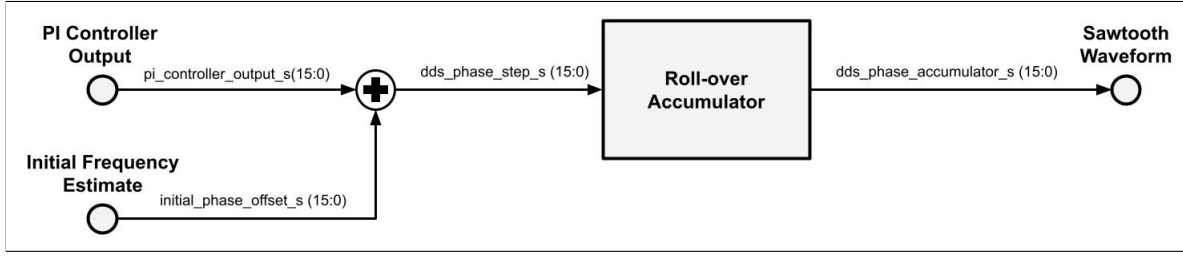 PI Controller
Output
pi_controller_output_s(15:0)
dds_phase_step_s (15:0)
Roll-over
Accumulator
dds_phase_accumulator_s (15:0)
Sawtooth
Waveform
Initial Frequency
Estimate
initial_phase_offset_s (15:0)